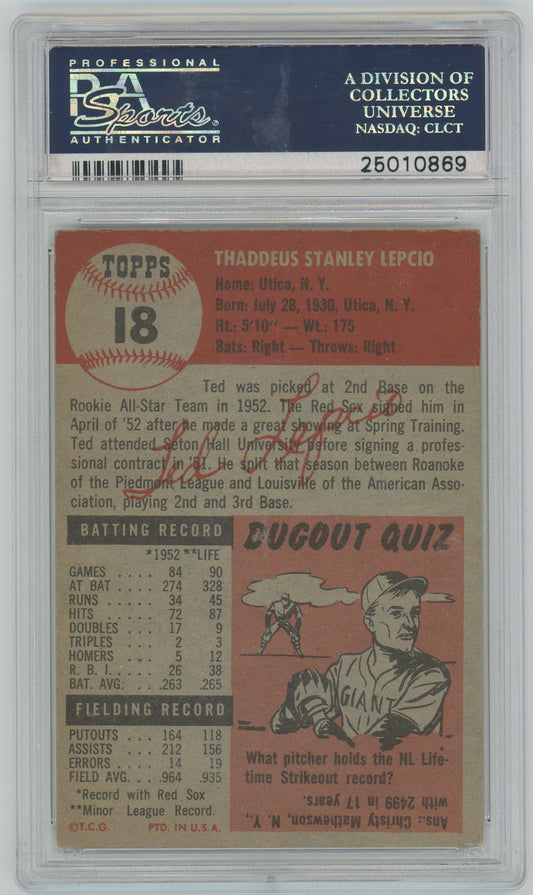 PROFESSIONAL
PSA
Sports
AUTHENTICATOR
A DIVISION OF
COLLECTORS
UNIVERSE
NASDAQ: CLCT
25010869
TOPPS
18
THADDEUS STANLEY LEPCIO
Home: Utica, N. Y.
Born: July 28, 1930, Utica, N. Y.
Ht.: 5'10" — Wt.: 175
Bats: Right — Throws: Right
Ted was picked at 2nd Base on the
Rookie All-Star Team in 1952. The Red Sox signed him in
April of '52 after he made a great showing at Spring Training.
Ted attended Seton Hall University before signing a profes-
sional contract in '51. He split that season between Roanoke
of the Piedmont League and Louisville of the American Asso-
ciation, playing 2nd and 3rd Base.
Ted Lepcio
BATTING RECORD
*1952 **LIFE
GAMES . . . . 84 90
AT BAT . . . . 274 328
RUNS . . . . 34 45
HITS . . . . 72 87
DOUBLES . . . 17 9
TRIPLES . . . 2 3
HOMERS . . . 5 12
R. B. I. . . . . 26 38
BAT. AVG. . . . .263 .265
FIELDING RECORD
PUTOUTS . . . 164 118
ASSISTS . . . 212 156
ERRORS . . . 14 19
FIELD AVG. . . .964 .935
*Record with Red Sox
**Minor League Record.
©T.C.G. PTD. IN U.S.A.
DUGOUT QUIZ
GIANT
What pitcher holds the NL Life-
time Strikeout record?
Ans.: Christy Mathewson, N. Y.,
with 2499 in 17 years.